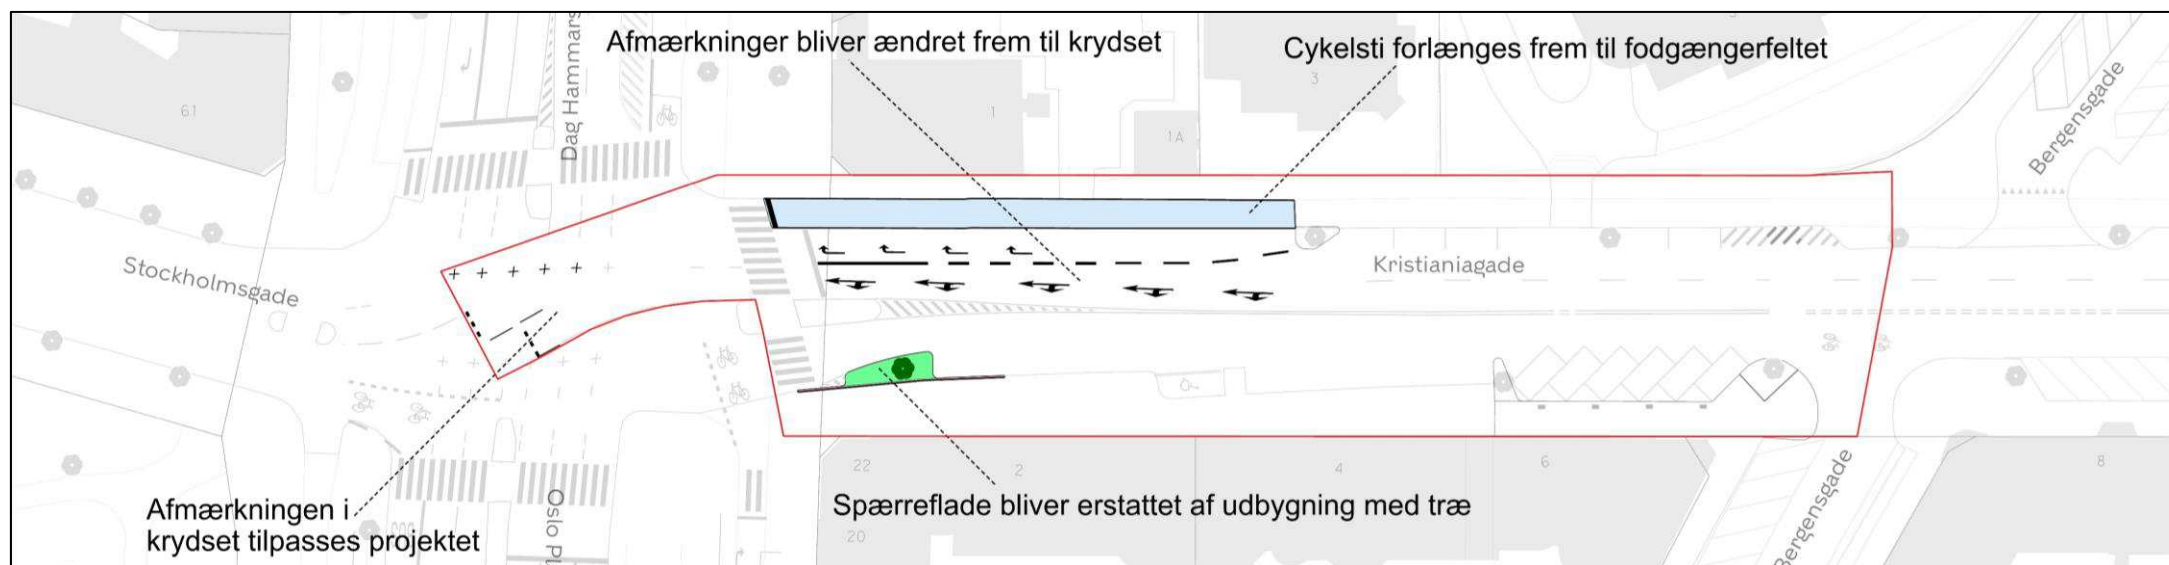 Afmærkninger bliver ændret frem til krydset
Cykelsti forlænges frem til fodgængerfeltet
Dag Hammars
61
1
1A
3
Bergensgade
Stockholmsgade
Kristianiagade
Afmærkningen i
krydset tilpasses projektet
Spærreflade bliver erstattet af udbygning med træ
Oslo Pl
22
20
2
4
6
8
Bergensgade